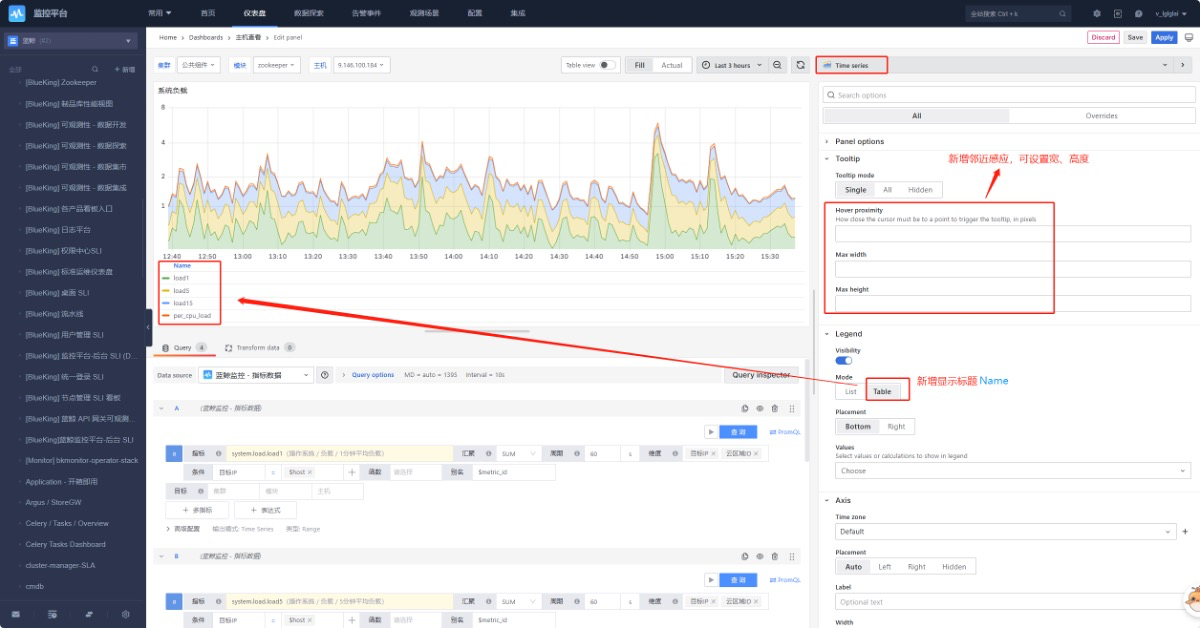 监控平台
常用 首页 仪表盘 数据探索 告警事件 观测场景 配置 集成
全站搜索 Ctrl + k
v_lglglai
蓝鲸 (#2)
全部
+ 新增
[BlueKing] Zookeeper
[BlueKing] 制品库性能视图
[BlueKing] 可观测性 - 数据开发
[BlueKing] 可观测性 - 数据探索
[BlueKing] 可观测性 - 数据集市
[BlueKing] 可观测性 - 数据集成
[BlueKing] 各产品看板入口
[BlueKing] 日志平台
[BlueKing] 权限中心SLI
[BlueKing] 标准运维仪表盘
[BlueKing] 桌面 SLI
[BlueKing] 流水线
[BlueKing] 用户管理 SLI
[BlueKing] 监控平台-后台 SLI (D...
[BlueKing] 统一登录 SLI
[BlueKing] 节点管理 SLI 看板
[BlueKing] 蓝鲸 API 网关可观测...
[BlueKing]蓝鲸监控平台-后台 SLI
[Monitor] bkmonitor-operator-stack
Application - 开箱即用
Argus / StoreGW
Celery / Tasks / Overview
Celery Tasks Dashboard
cluster-manager-SLA
cmdb
Home > Dashboards > 主机查看 > Edit panel
Discard Save Apply
集群 公共组件 模块 zookeeper 主机 9.146.100.184
Table view Fill Actual Last 3 hours
Time series
系统负载
8
4
2
1
12:40 12:50 13:00 13:10 13:20 13:30 13:40 13:50 14:00 14:10 14:20 14:30 14:40 14:50 15:00 15:10 15:20 15:30
Name
load1
load5
load15
per_cpu_load
Query 4 Transform data 0
Data source 蓝鲸监控 - 指标数据 > Query options MD = auto = 1395 Interval = 10s Query inspector
A (蓝鲸监控 - 指标数据)
查 询 PromQL
a 指标 system.load.load1 (操作系统 / 负载 / 1分钟平均负载) 汇聚 SUM 周期 60 s 维度 目标IP × 云区域ID ×
条件 目标IP = $host × + 函数 请选择 别名 $metric_id
目标 集群 模块 主机
+ 多指标 + 表达式
> 高级配置 输出模式: Time Series 类型: Range
B (蓝鲸监控 - 指标数据)
查 询 PromQL
a 指标 system.load.load5 (操作系统 / 负载 / 5分钟平均负载) 汇聚 SUM 周期 60 s 维度 目标IP × 云区域ID ×
条件 目标IP = $host × + 函数 请选择 别名 $metric_id
Search options
All Overrides
Panel options
Tooltip
新增邻近感应，可设置宽、高度
Tooltip mode
Single All Hidden
Hover proximity
How close the cursor must be to a point to trigger the tooltip, in pixels
Max width
Max height
Legend
Visibility
Mode
List Table
新增显示标题 Name
Placement
Bottom Right
Values
Select values or calculations to show in legend
Choose
Axis
Time zone
Default
Placement
Auto Left Right Hidden
Label
Optional text
Width